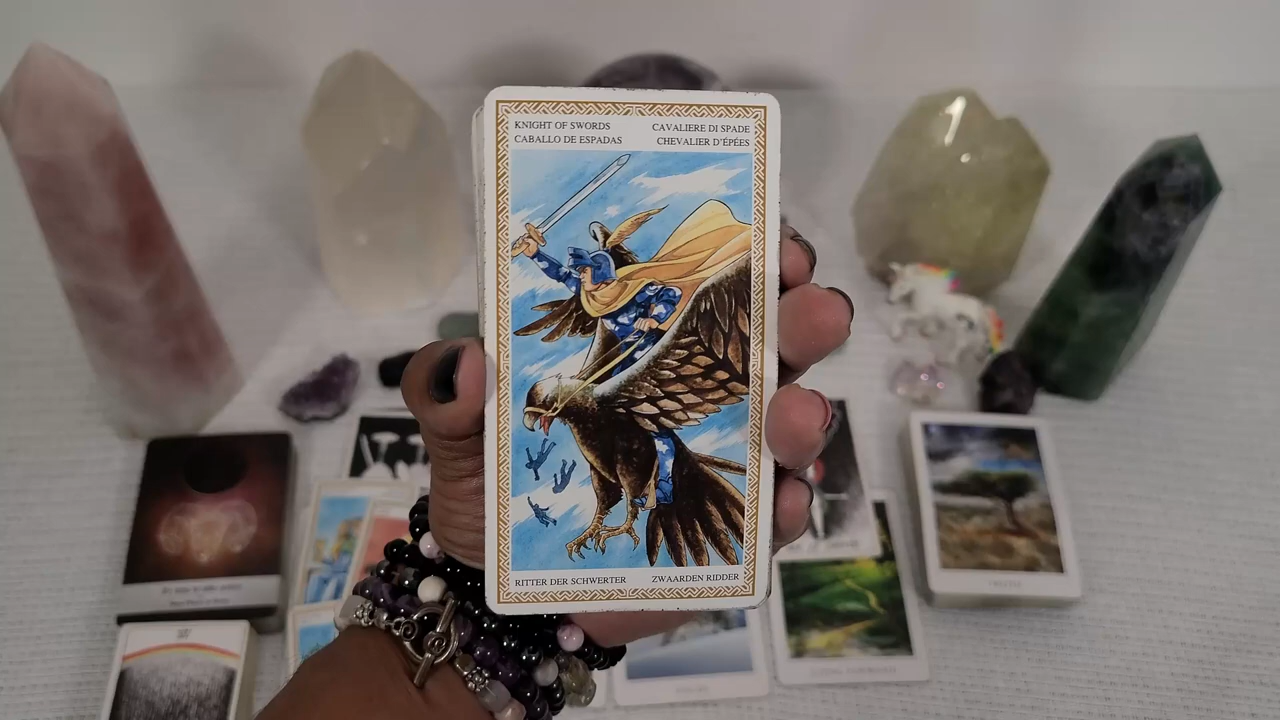 KNIGHT OF SWORDS
CABALLO DE ESPADAS
CAVALIERE DI SPADE
CHEVALIER D'ÉPÉES
RITTER DER SCHWERTER
ZWAARDEN RIDDER